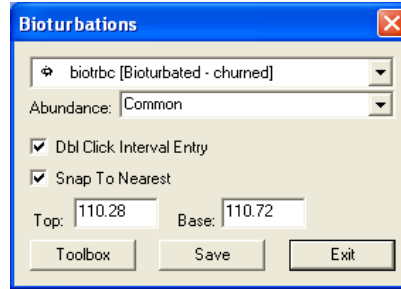 Bioturbations
biotrbc [Bioturbated - churned]
Abundance: Common
Dbl Click Interval Entry
Snap To Nearest
Top: 110.28 Base: 110.72
Toolbox Save Exit